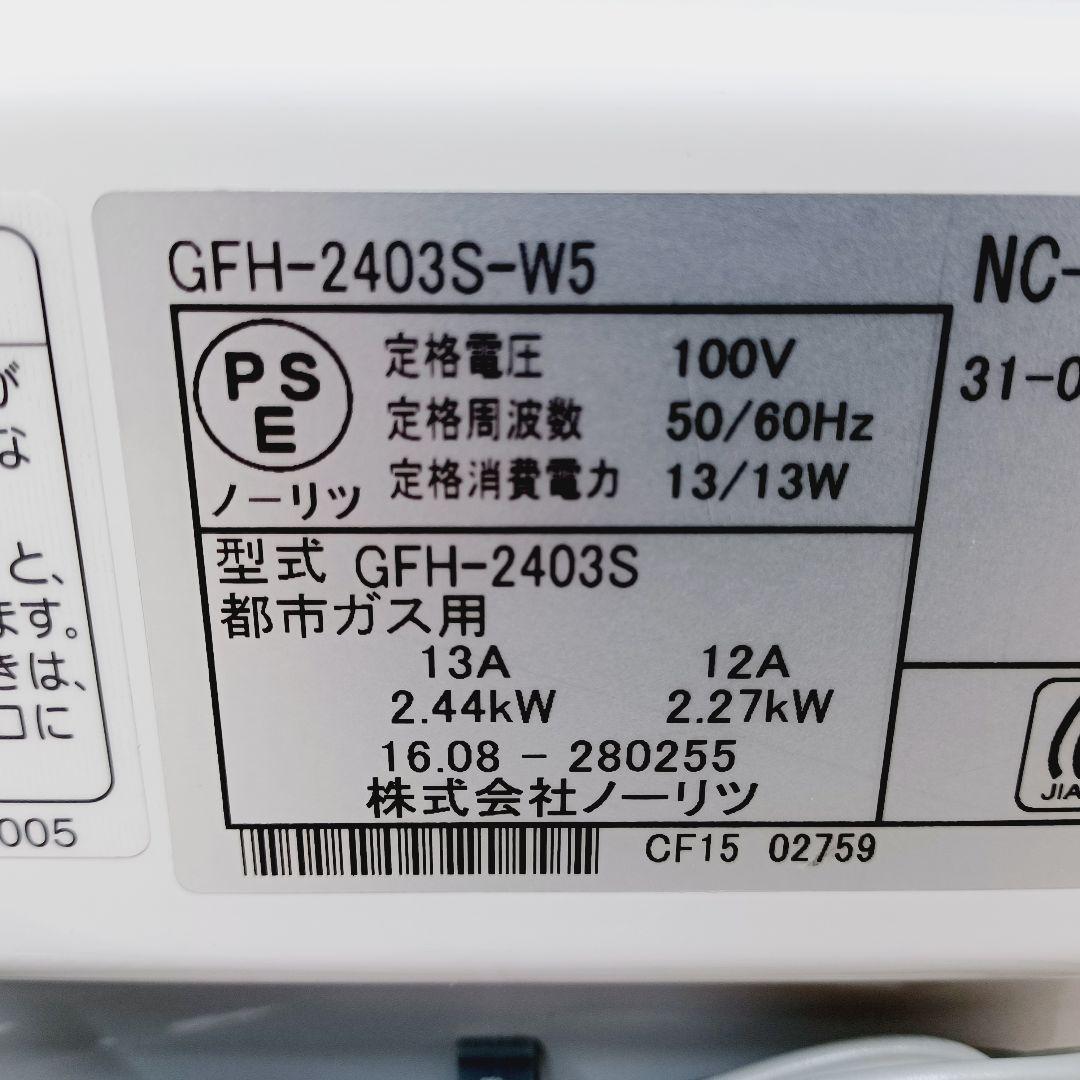 GFH-2403S-W5
NC-
PSE
ノーリツ
定格電圧 100V
定格周波数 50/60Hz
定格消費電力 13/13W
31-0
型式 GFH-2403S
都市ガス用
13A 12A
2.44kW 2.27kW
16.08 - 280255
株式会社ノーリツ
CF15 02759
JIA
が
な
と、
ます。
きは、
口に
005